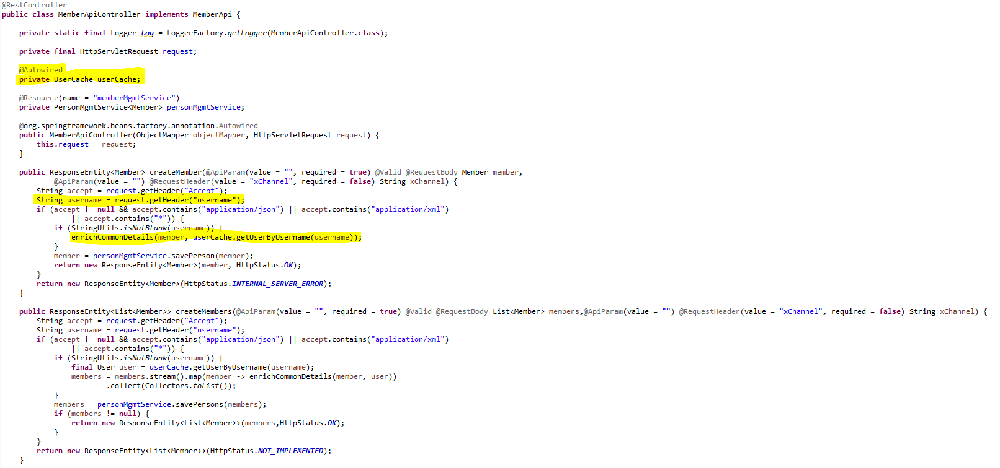 @RestController
public class MemberApiController implements MemberApi {
private static final Logger log = LoggerFactory.getLogger(MemberApiController.class);
private final HttpServletRequest request;
@Autowired
private UserCache userCache;
@Resource(name = "memberMgmtService")
private PersonMgmtService<Member> personMgmtService;
@org.springframework.beans.factory.annotation.Autowired
public MemberApiController(ObjectMapper objectMapper, HttpServletRequest request) {
this.request = request;
}
public ResponseEntity<Member> createMember(@ApiParam(value = "", required = true) @Valid @RequestBody Member member,
@ApiParam(value = "") @RequestHeader(value = "xChannel", required = false) String xChannel) {
String accept = request.getHeader("Accept");
String username = request.getHeader("username");
if (accept != null && accept.contains("application/json") || accept.contains("application/xml")
|| accept.contains("*")) {
if (StringUtils.isNotBlank(username)) {
enrichCommonDetails(member, userCache.getUserByUsername(username));
}
member = personMgmtService.savePerson(member);
return new ResponseEntity<Member>(member, HttpStatus.OK);
}
return new ResponseEntity<Member>(HttpStatus.INTERNAL_SERVER_ERROR);
}
public ResponseEntity<List<Member>> createMembers(@ApiParam(value = "", required = true) @Valid @RequestBody List<Member> members,@ApiParam(value = "") @RequestHeader(value = "xChannel", required = false) String xChannel) {
String accept = request.getHeader("Accept");
String username = request.getHeader("username");
if (accept != null && accept.contains("application/json") || accept.contains("application/xml")
|| accept.contains("*")) {
if (StringUtils.isNotBlank(username)) {
final User user = userCache.getUserByUsername(username);
members = members.stream().map(member -> enrichCommonDetails(member, user))
.collect(Collectors.toList());
}
members = personMgmtService.savePersons(members);
if (members != null) {
return new ResponseEntity<List<Member>>(members,HttpStatus.OK);
}
}
return new ResponseEntity<List<Member>>(HttpStatus.NOT_IMPLEMENTED);
}